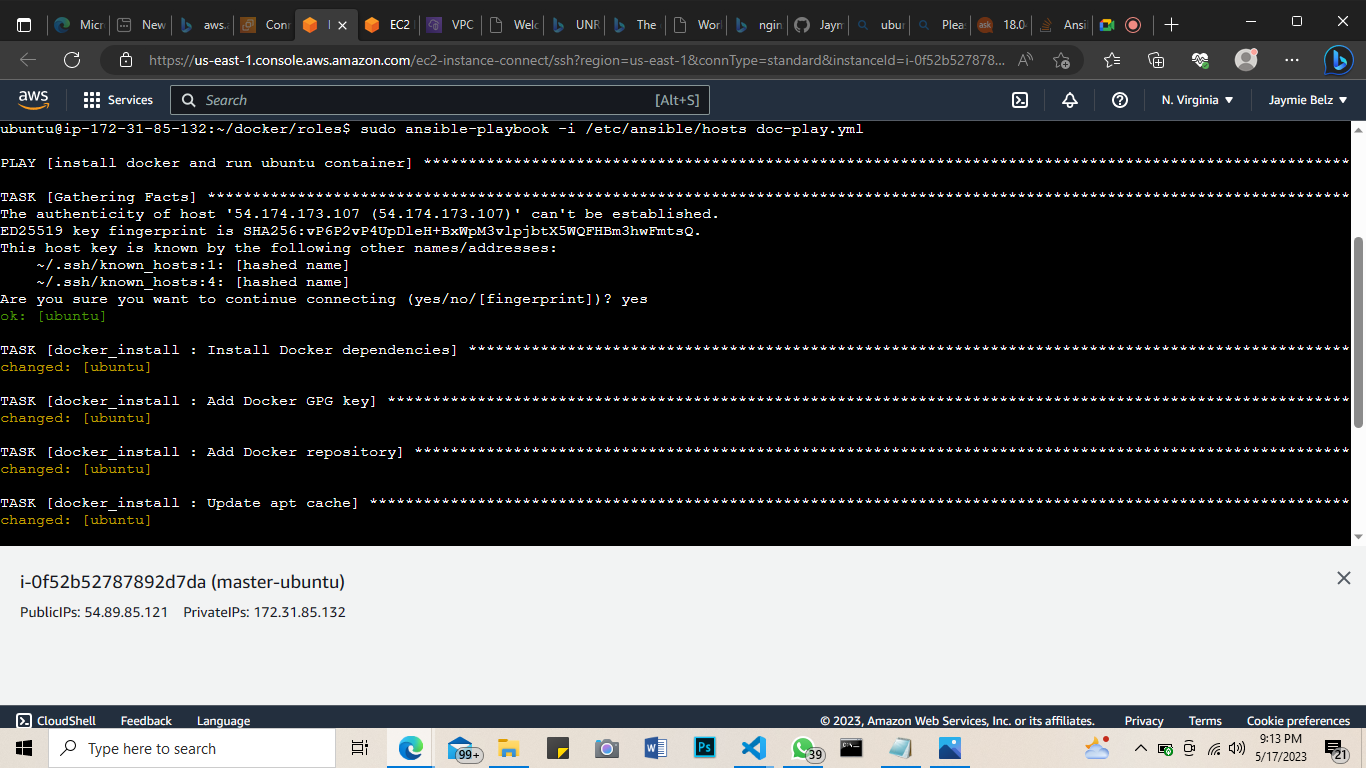 Micr
New
aws.
Conn
EC2
VPC
Welc
UNR
The
Wor
ngin
Jayn
ubur
Plea
18.0
Ansi
https://us-east-1.console.aws.amazon.com/ec2-instance-connect/ssh?region=us-east-1&connType=standard&instanceId=i-0f52b527878...
aws
Services
Search
[Alt+S]
N. Virginia
Jaymie Belz
ubuntu@ip-172-31-85-132:~/docker/roles$ sudo ansible-playbook -i /etc/ansible/hosts doc-play.yml
PLAY [install docker and run ubuntu container] *******************************************************************************************************
TASK [Gathering Facts] *******************************************************************************************************************************
The authenticity of host '54.174.173.107 (54.174.173.107)' can't be established.
ED25519 key fingerprint is SHA256:vP6P2vP4UpDleH+BxWpM3vlpjbtX5WQFHBm3hwFmtsQ.
This host key is known by the following other names/addresses:
    ~/.ssh/known_hosts:1: [hashed name]
    ~/.ssh/known_hosts:4: [hashed name]
Are you sure you want to continue connecting (yes/no/[fingerprint])? yes
ok: [ubuntu]
TASK [docker_install : Install Docker dependencies] **************************************************************************************************
changed: [ubuntu]
TASK [docker_install : Add Docker GPG key] ***********************************************************************************************************
changed: [ubuntu]
TASK [docker_install : Add Docker repository] ********************************************************************************************************
changed: [ubuntu]
TASK [docker_install : Update apt cache] *************************************************************************************************************
changed: [ubuntu]
i-0f52b52787892d7da (master-ubuntu)
PublicIPs: 54.89.85.121 PrivateIPs: 172.31.85.132
CloudShell
Feedback
Language
© 2023, Amazon Web Services, Inc. or its affiliates.
Privacy
Terms
Cookie preferences
Type here to search
99+
Ps
39
9:13 PM
5/17/2023
21